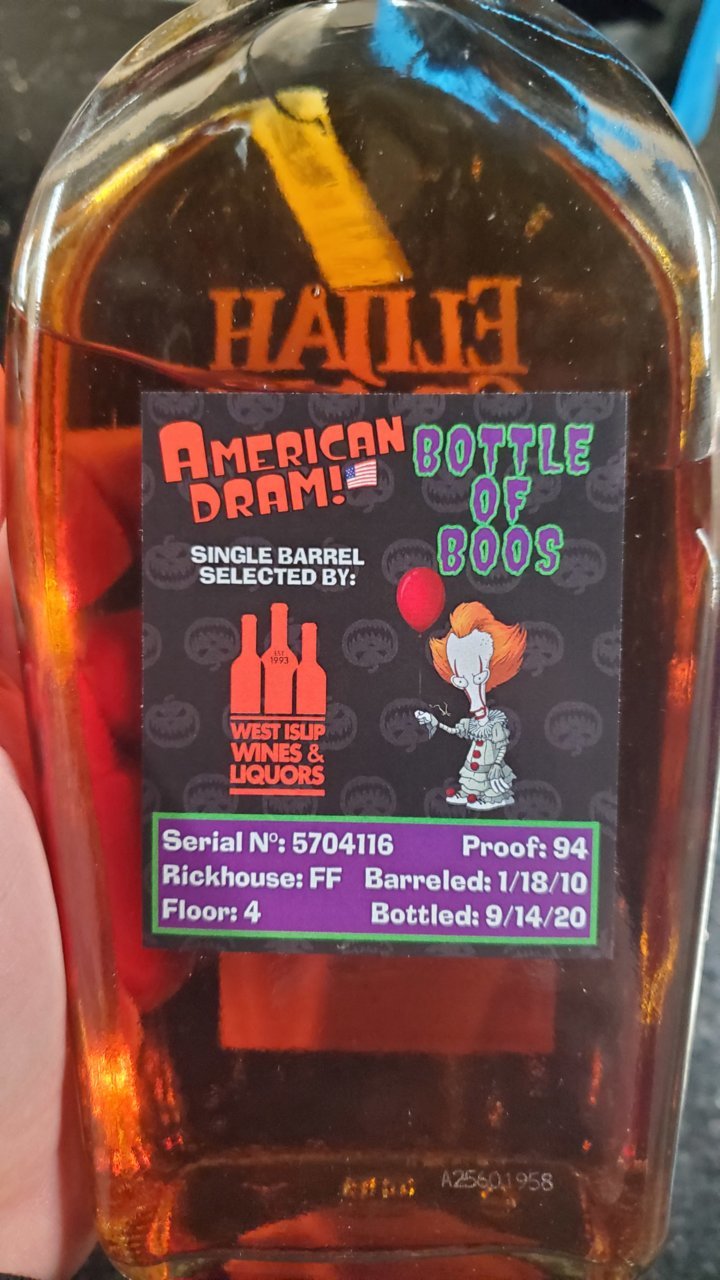 ELIJAH
AMERICAN
DRAM!
BOTTLE
OF
BOOS
SINGLE BARREL
SELECTED BY:
EST
1993
WEST ISLIP
WINES &
LIQUORS
Serial Nº: 5704116 Proof: 94
Rickhouse: FF Barreled: 1/18/10
Floor: 4 Bottled: 9/14/20
A25601958